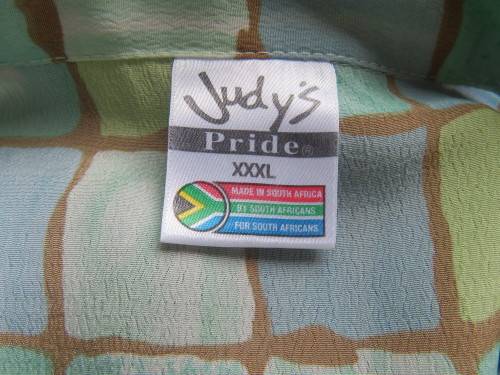 Judy's
Pride®
XXXL
MADE IN SOUTH AFRICA
BY SOUTH AFRICANS
FOR SOUTH AFRICANS